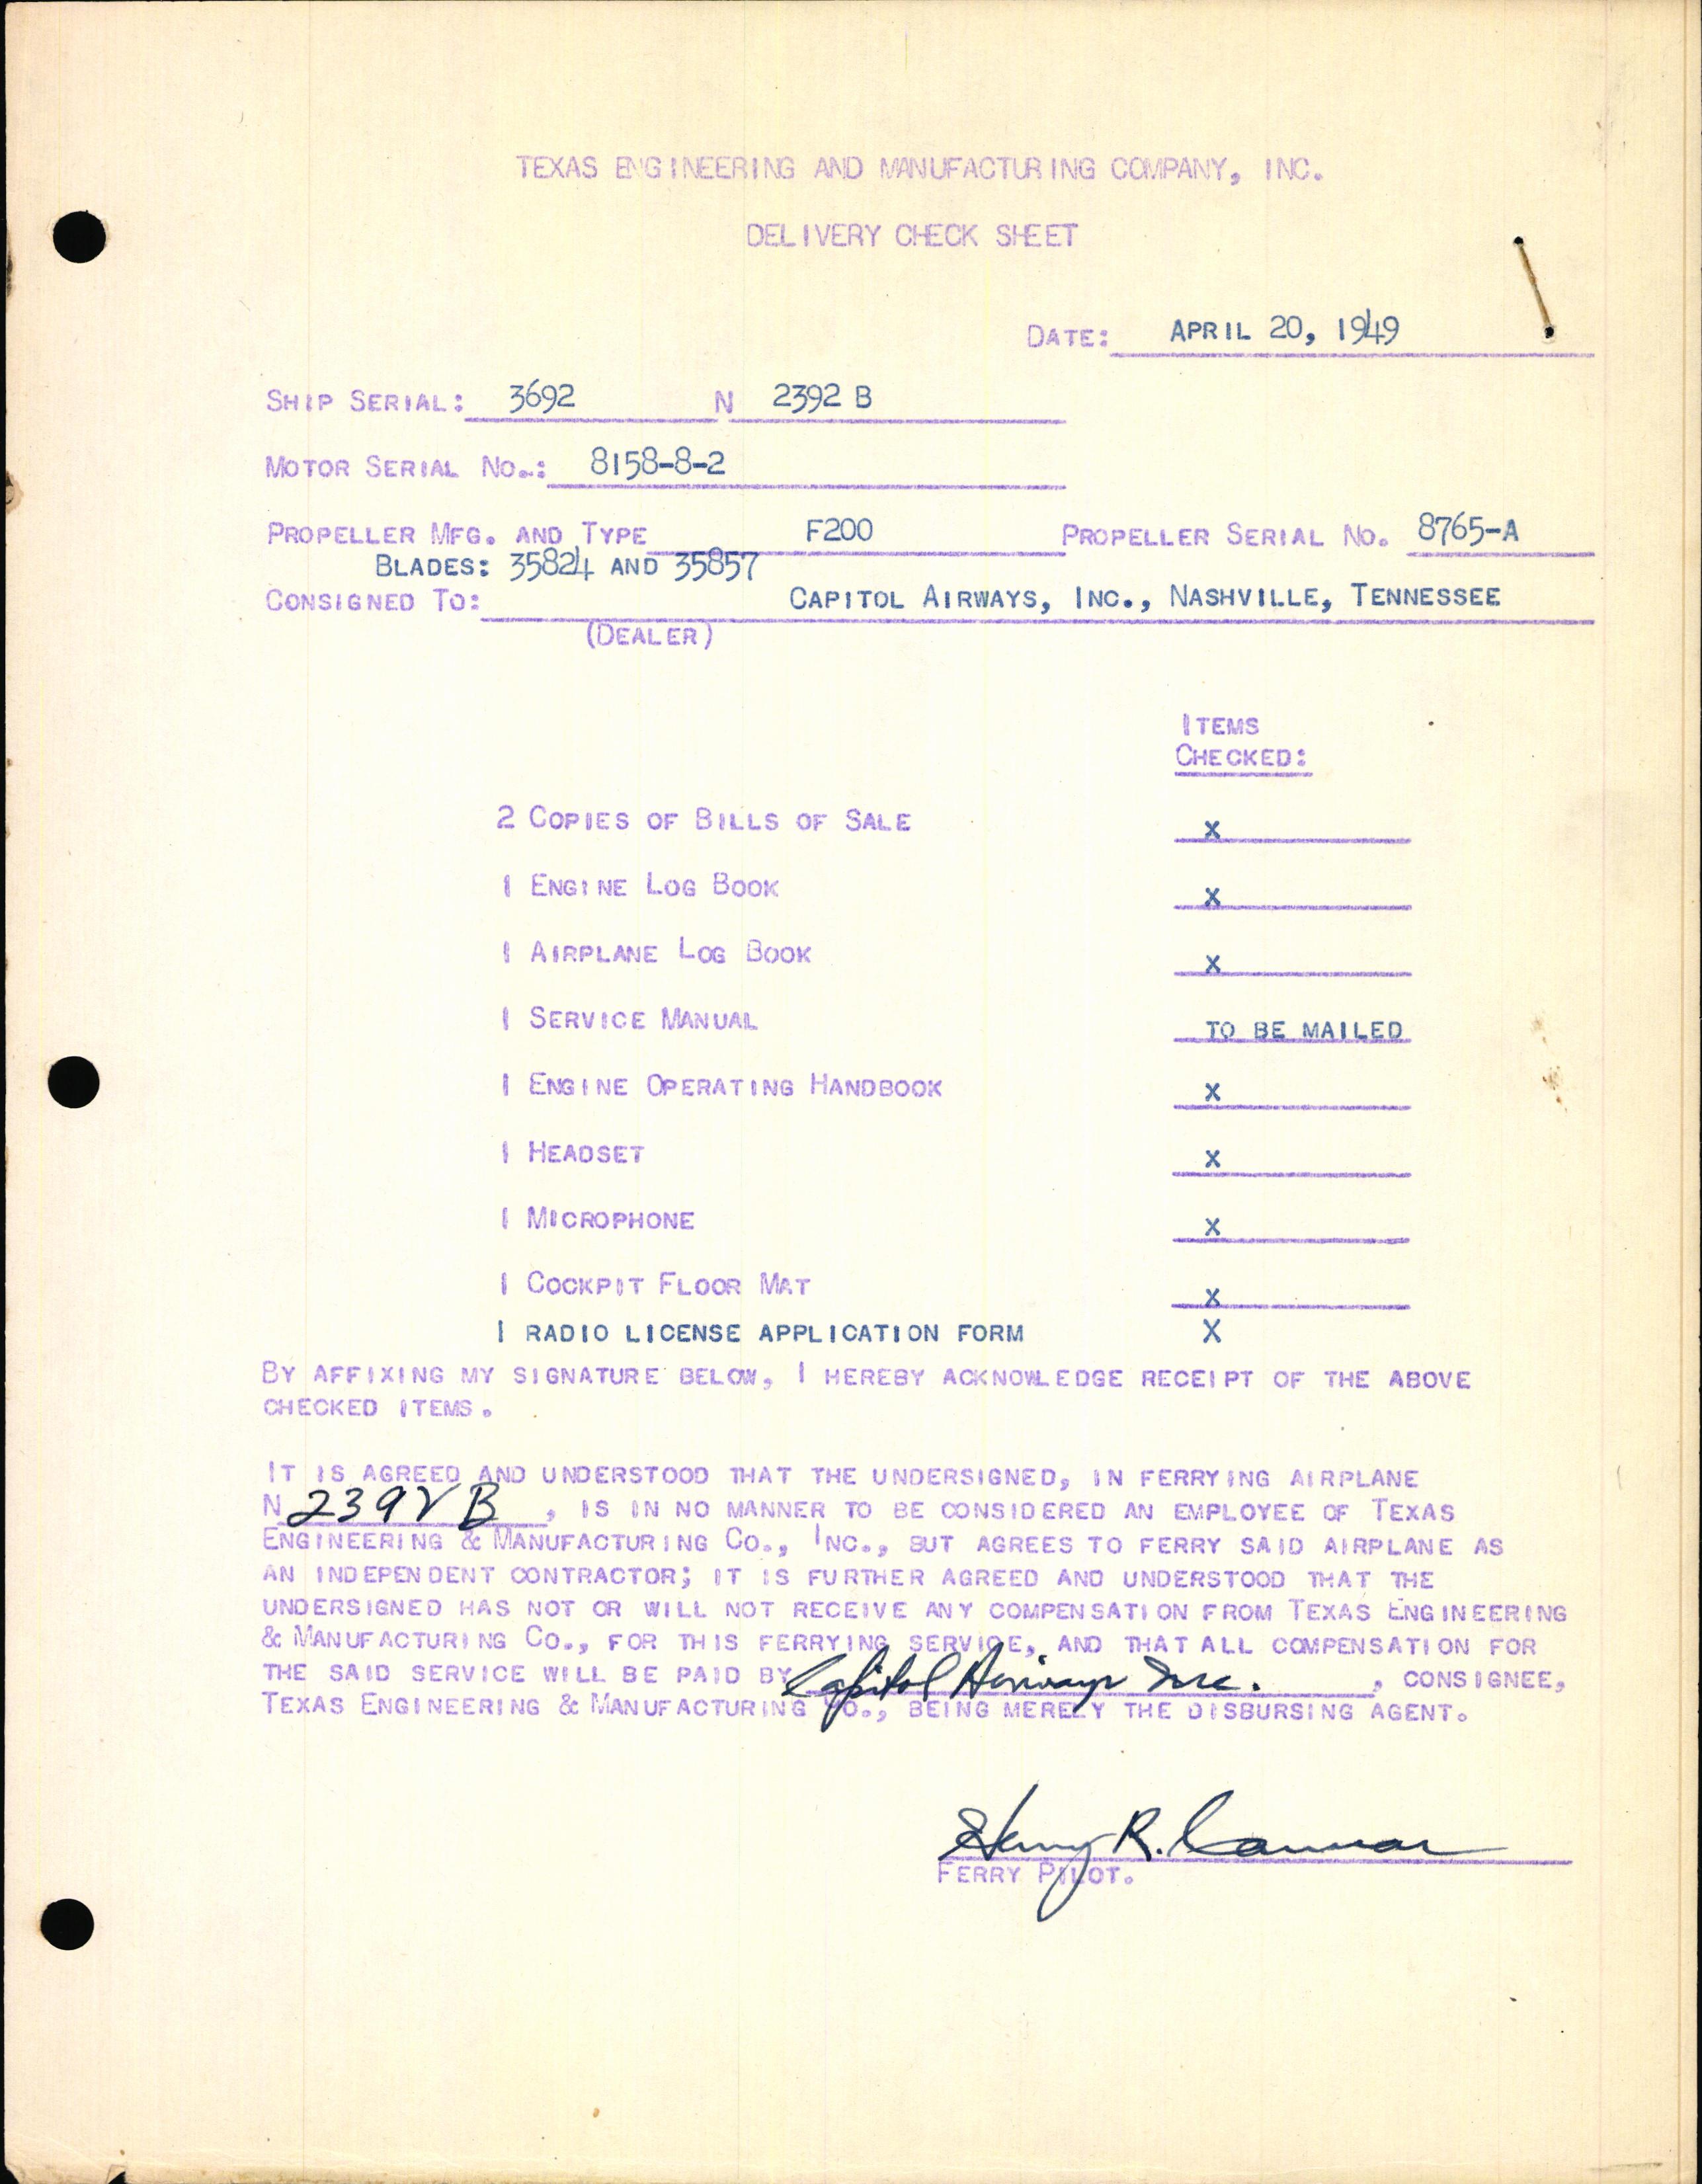 TEXAS ENGINEERING AND MANUFACTURING COMPANY, INC.
DELIVERY CHECK SHEET
DATE: APRIL 20, 1949
SHIP SERIAL: 3692 N 2392 B
MOTOR SERIAL NO.: 8158-8-2
PROPELLER MFG. AND TYPE F200 PROPELLER SERIAL NO. 8765-A
BLADES: 35824 AND 35857
CONSIGNED TO: CAPITOL AIRWAYS, INC., NASHVILLE, TENNESSEE
(DEALER)
ITEMS
CHECKED:
2 COPIES OF BILLS OF SALE X
1 ENGINE LOG BOOK X
1 AIRPLANE LOG BOOK X
1 SERVICE MANUAL TO BE MAILED
1 ENGINE OPERATING HANDBOOK X
1 HEADSET X
1 MICROPHONE X
1 COCKPIT FLOOR MAT X
1 RADIO LICENSE APPLICATION FORM X
BY AFFIXING MY SIGNATURE BELOW, I HEREBY ACKNOWLEDGE RECEIPT OF THE ABOVE
CHECKED ITEMS.
IT IS AGREED AND UNDERSTOOD THAT THE UNDERSIGNED, IN FERRYING AIRPLANE
N 2392 B, IS IN NO MANNER TO BE CONSIDERED AN EMPLOYEE OF TEXAS
ENGINEERING & MANUFACTURING CO., INC., BUT AGREES TO FERRY SAID AIRPLANE AS
AN INDEPENDENT CONTRACTOR; IT IS FURTHER AGREED AND UNDERSTOOD THAT THE
UNDERSIGNED HAS NOT OR WILL NOT RECEIVE ANY COMPENSATION FROM TEXAS ENGINEERING
& MANUFACTURING CO., FOR THIS FERRYING SERVICE, AND THAT ALL COMPENSATION FOR
THE SAID SERVICE WILL BE PAID BY Capitol Airways Inc. , CONSIGNEE,
TEXAS ENGINEERING & MANUFACTURING CO., BEING MERELY THE DISBURSING AGENT.
R.
FERRY PILOT.